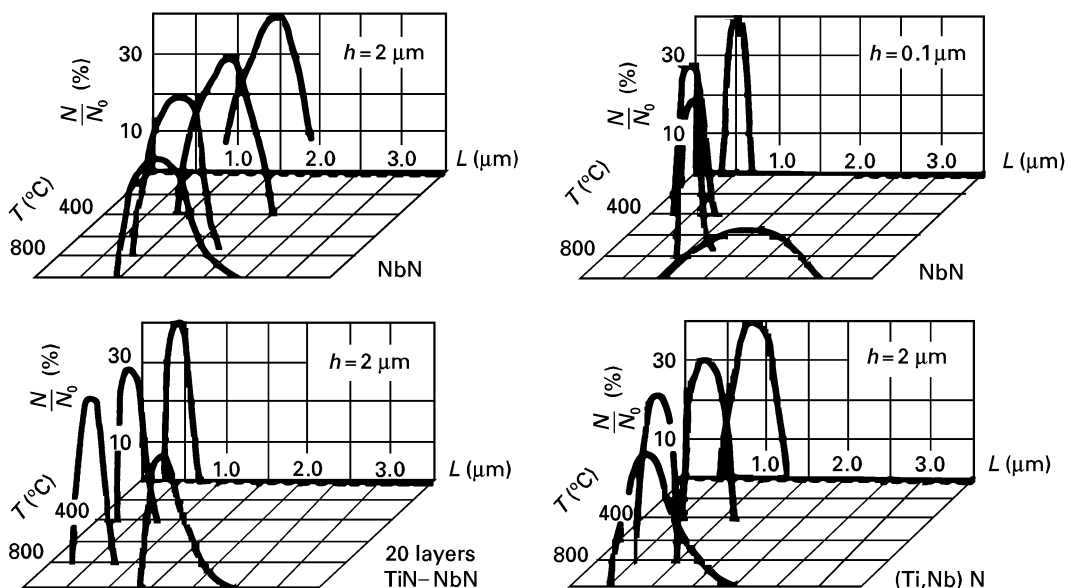 30
N/N₀ (%)
10
h = 2 μm
1.0 2.0 3.0 L (μm)
T (°C)
400
800
NbN
30
N/N₀ (%)
10
h = 0.1 μm
1.0 2.0 3.0 L (μm)
T (°C)
400
800
NbN
30
N/N₀ (%)
10
h = 2 μm
1.0 2.0 3.0 L (μm)
T (°C)
400
800
20 layers
TiN–NbN
30
N/N₀ (%)
10
h = 2 μm
1.0 2.0 3.0 L (μm)
T (°C)
400
800
(Ti,Nb) N